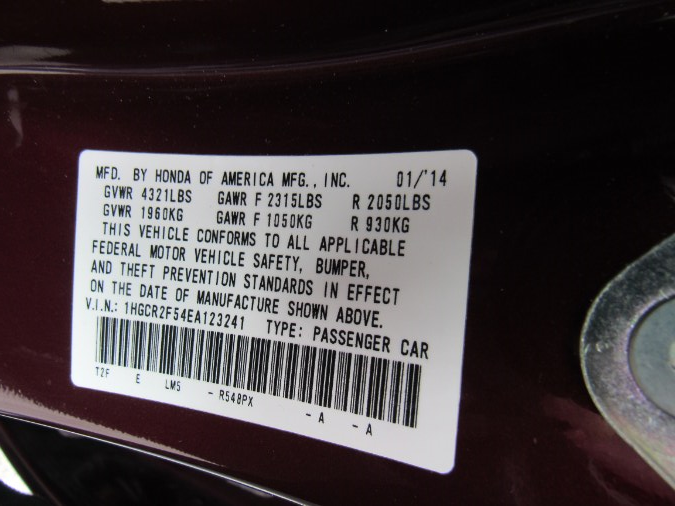 MFD. BY HONDA OF AMERICA MFG., INC. 01/'14
GVWR 4321LBS GAWR F 2315LBS R 2050LBS
GVWR 1960KG GAWR F 1050KG R 930KG
THIS VEHICLE CONFORMS TO ALL APPLICABLE
FEDERAL MOTOR VEHICLE SAFETY, BUMPER,
AND THEFT PREVENTION STANDARDS IN EFFECT
ON THE DATE OF MANUFACTURE SHOWN ABOVE.
V.I.N.: 1HGCR2F54EA123241 TYPE: PASSENGER CAR
T2F E LM5 - R548PX - A - A